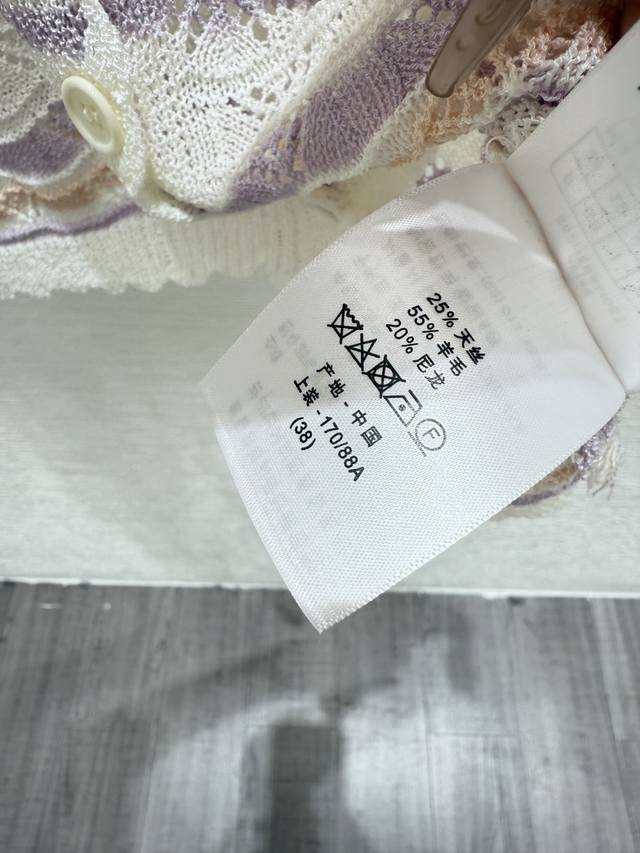 25% 天丝
55% 羊毛
20% 尼龙
F
产地 - 中国
上装 - 170/88A
(38)